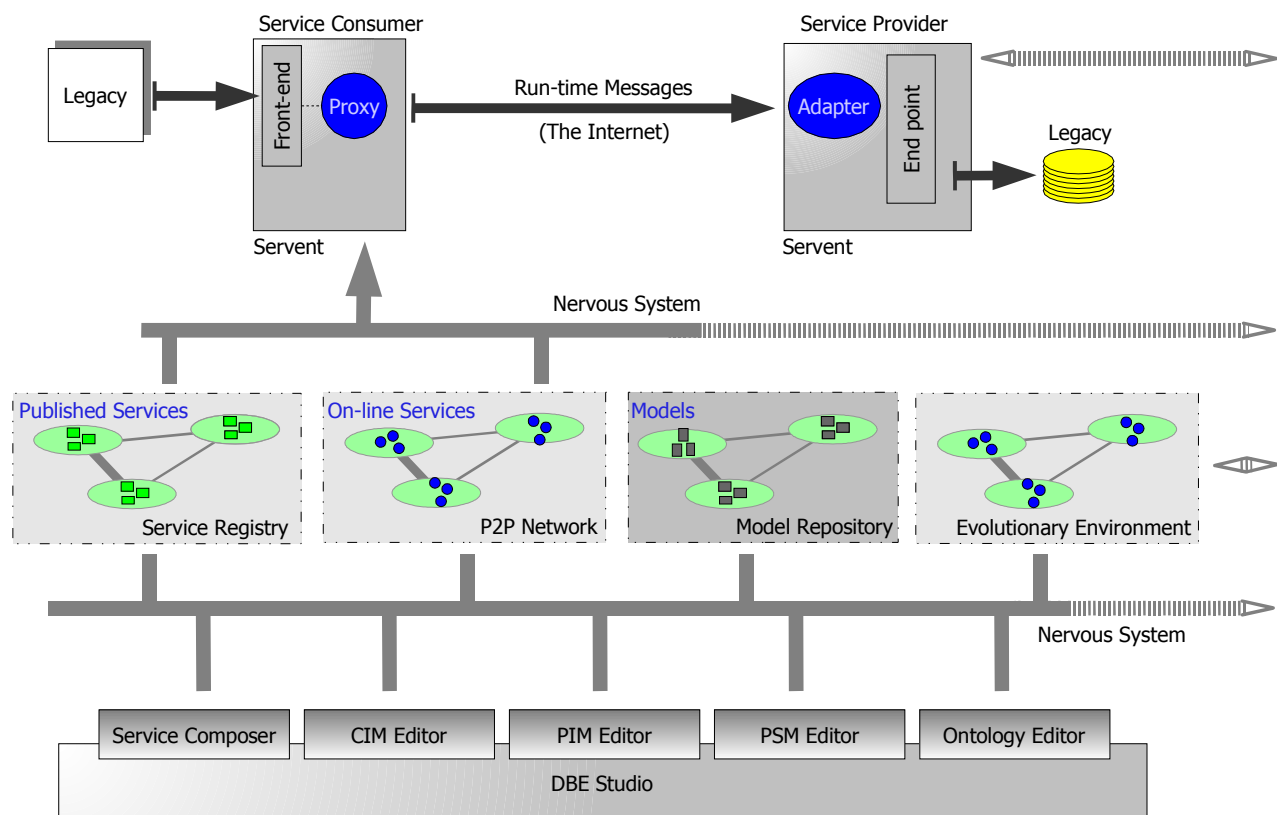 Service Consumer
Service Provider
Legacy
Front-end
Proxy
Run-time Messages
(The Internet)
Adapter
End point
Legacy
Servent
Servent
Nervous System
Published Services
On-line Services
Models
Service Registry
P2P Network
Model Repository
Evolutionary Environment
Nervous System
Service Composer
CIM Editor
PIM Editor
PSM Editor
Ontology Editor
DBE Studio